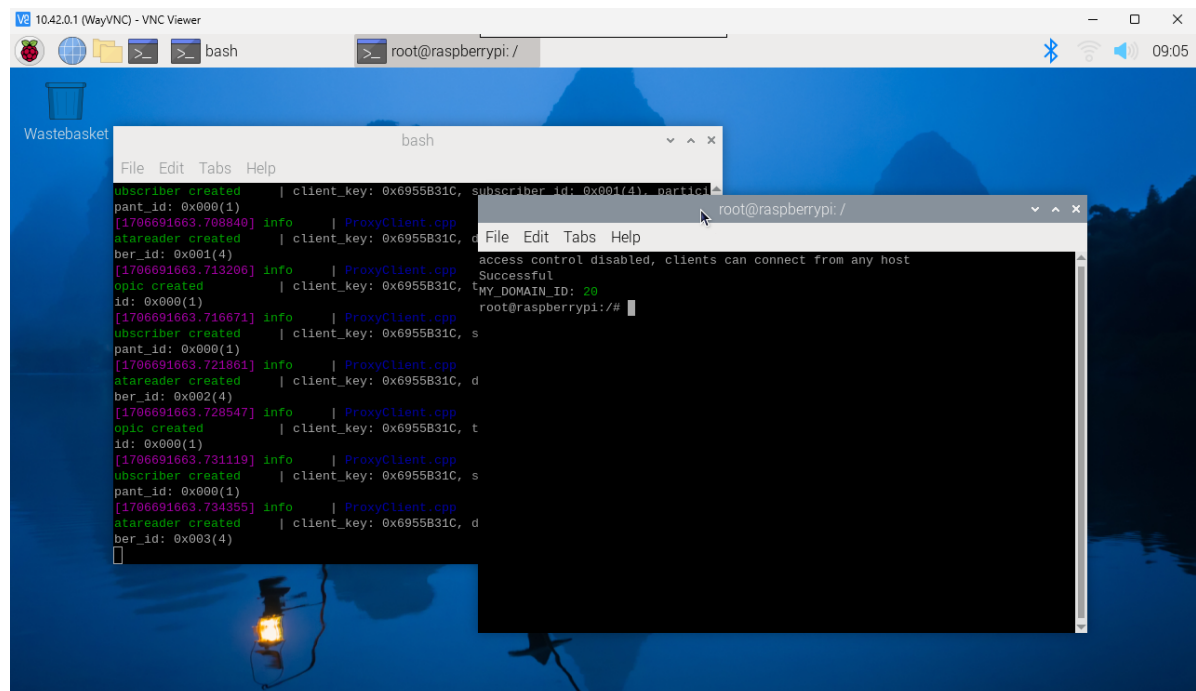 10.42.0.1 (WayVNC) - VNC Viewer
bash
root@raspberrypi: /
09:05
Wastebasket
bash
File Edit Tabs Help
ubscriber created | client_key: 0x6955B31C, subscriber_id: 0x001(4), partici
pant_id: 0x000(1)
[1706691663.708840] info | ProxyClient.cpp
atareader created | client_key: 0x6955B31C, d
ber_id: 0x001(4)
[1706691663.713206] info | ProxyClient.cpp
opic created | client_key: 0x6955B31C, t
id: 0x000(1)
[1706691663.716671] info | ProxyClient.cpp
ubscriber created | client_key: 0x6955B31C, s
pant_id: 0x000(1)
[1706691663.721861] info | ProxyClient.cpp
atareader created | client_key: 0x6955B31C, d
ber_id: 0x002(4)
[1706691663.728547] info | ProxyClient.cpp
opic created | client_key: 0x6955B31C, t
id: 0x000(1)
[1706691663.731119] info | ProxyClient.cpp
ubscriber created | client_key: 0x6955B31C, s
pant_id: 0x000(1)
[1706691663.734355] info | ProxyClient.cpp
atareader created | client_key: 0x6955B31C, d
ber_id: 0x003(4)
root@raspberrypi: /
File Edit Tabs Help
access control disabled, clients can connect from any host
Successful
MY_DOMAIN_ID: 20
root@raspberrypi:/#